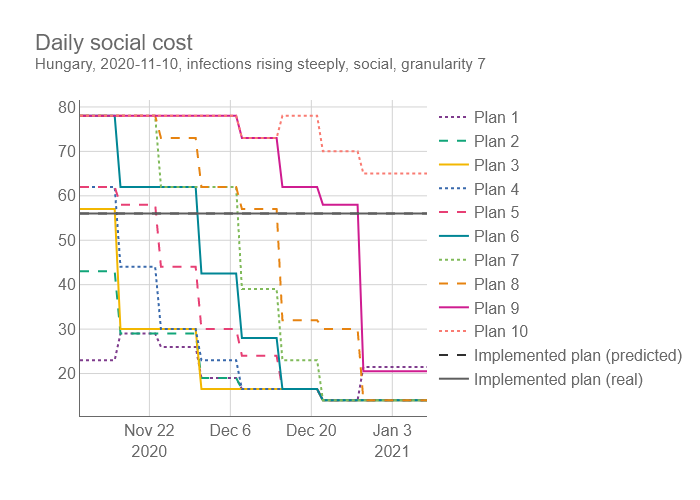 Daily social cost
Hungary, 2020-11-10, infections rising steeply, social, granularity 7
80
70
60
50
40
30
20
Nov 22
2020
Dec 6
Dec 20
Jan 3
2021
Plan 1
Plan 2
Plan 3
Plan 4
Plan 5
Plan 6
Plan 7
Plan 8
Plan 9
Plan 10
Implemented plan (predicted)
Implemented plan (real)